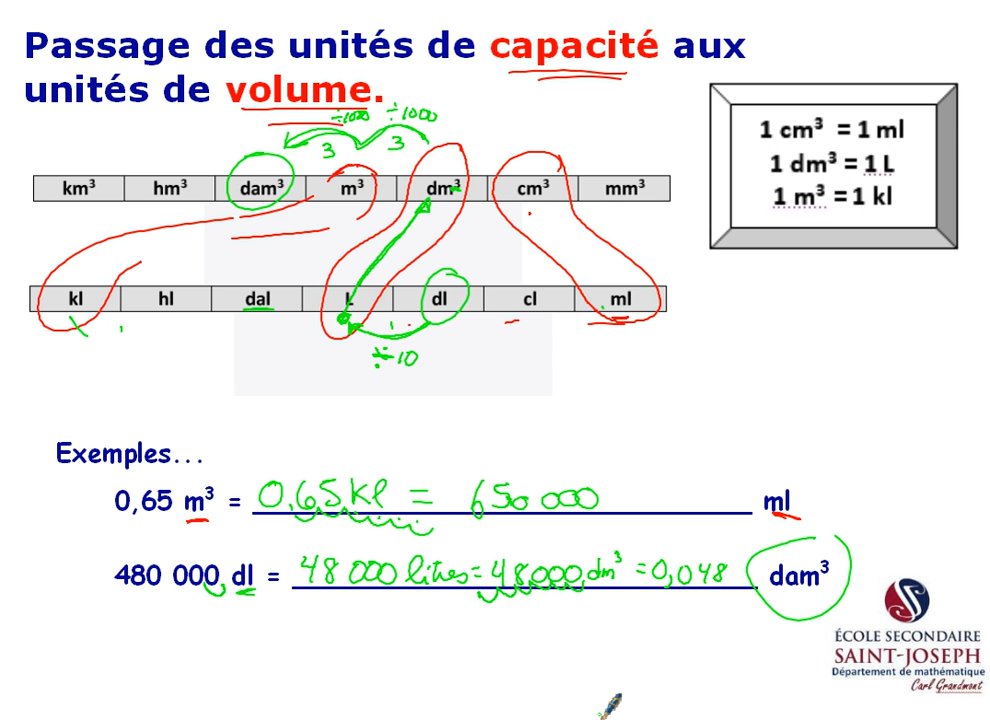 Passage des unités de capacité aux
unités de volume.
÷1000 ÷1000
3 3
km³ hm³ dam³ m³ dm³ cm³ mm³
kl hl dal L dl cl ml
÷10
1 cm³ = 1 ml
1 dm³ = 1 L
1 m³ = 1 kl
Exemples...
0,65 m³ = 0,65 kl = 650 000 ml
480 000 dl = 48 000 litres = 48 000 dm³ = 0,048 dam³
ÉCOLE SECONDAIRE
SAINT-JOSEPH
Département de mathématique
Carl Grandmont